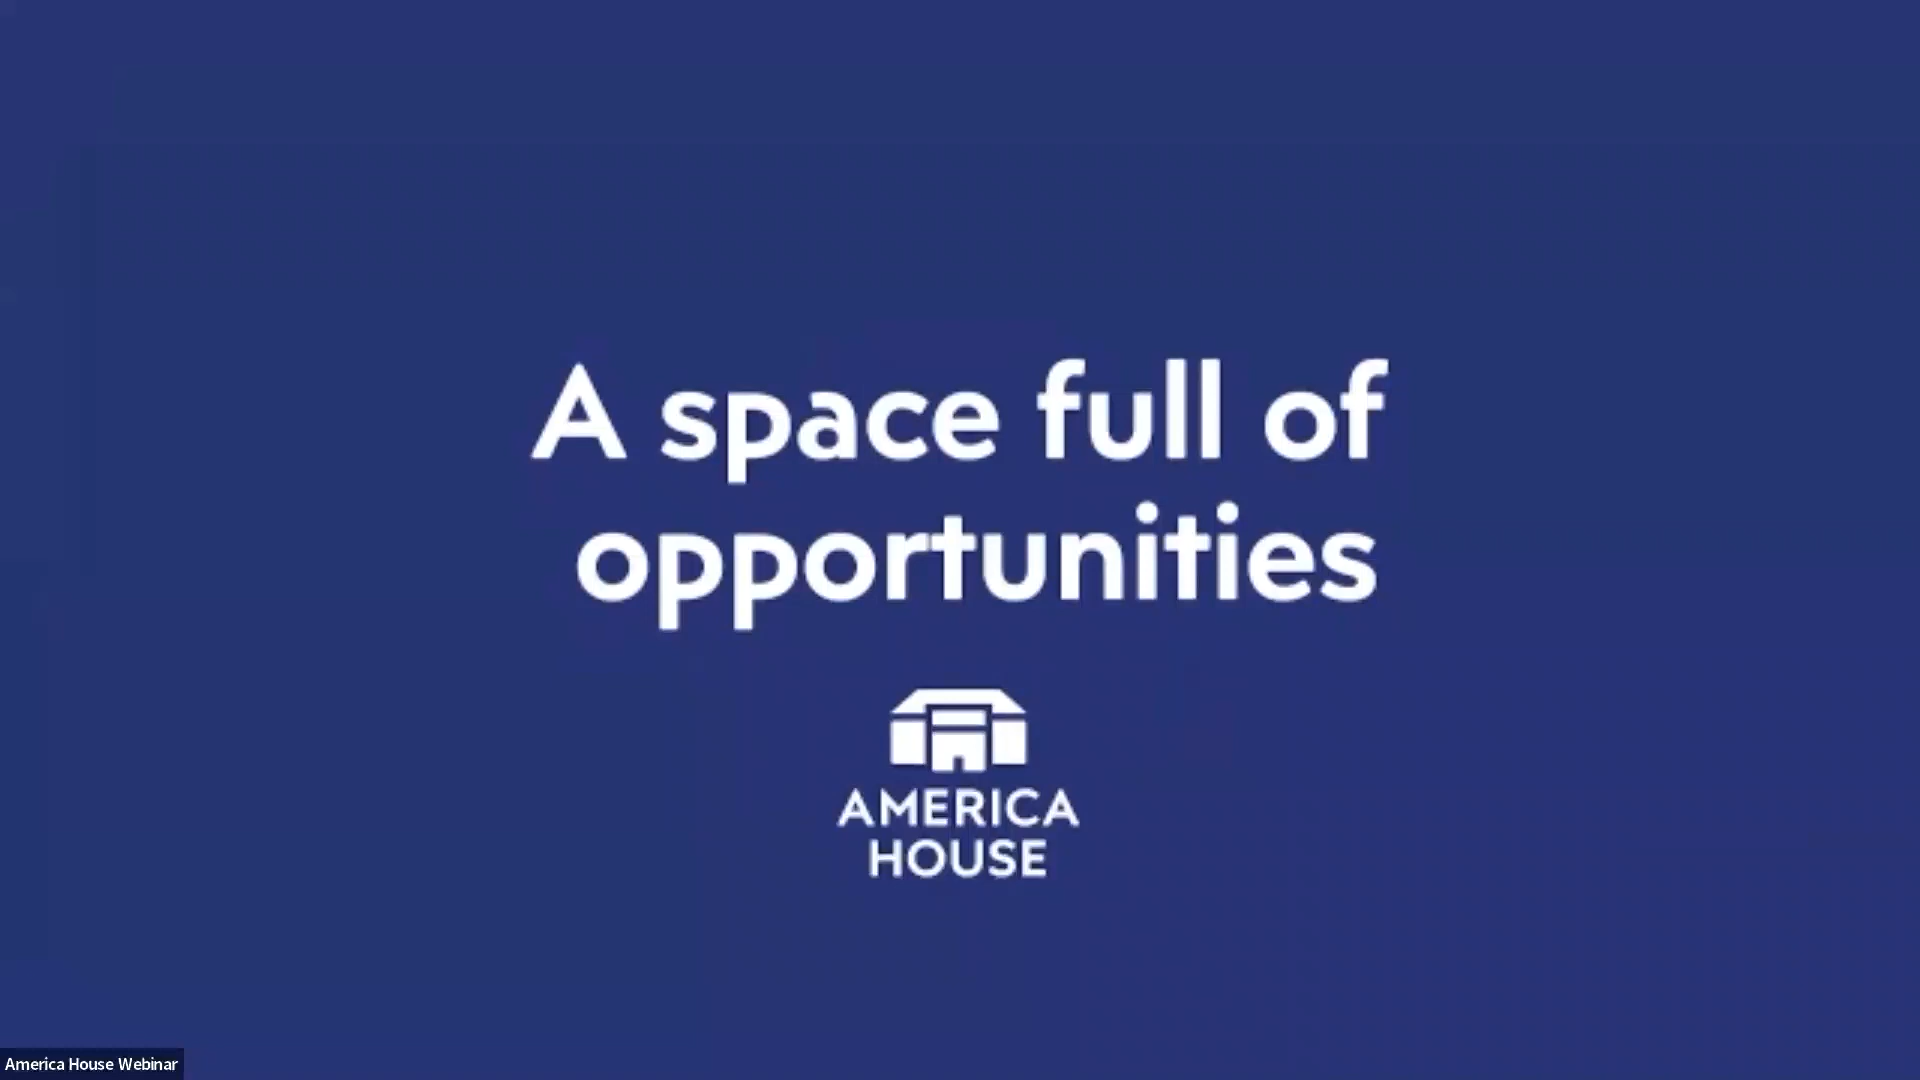 A space full of
opportunities
AMERICA
HOUSE
America House Webinar